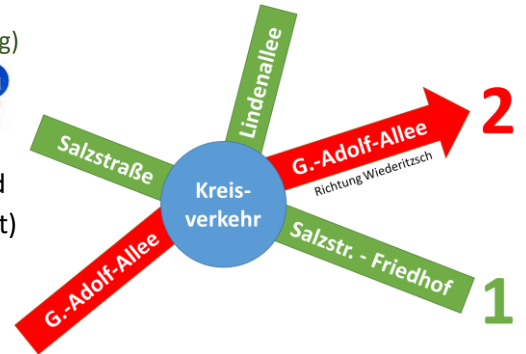 g)
d
t)
Lindenallee
Salzstraße
Kreis-
verkehr
G.-Adolf-Allee
Richtung Wiederitzsch
2
G.-Adolf-Allee
Salzstr. - Friedhof
1